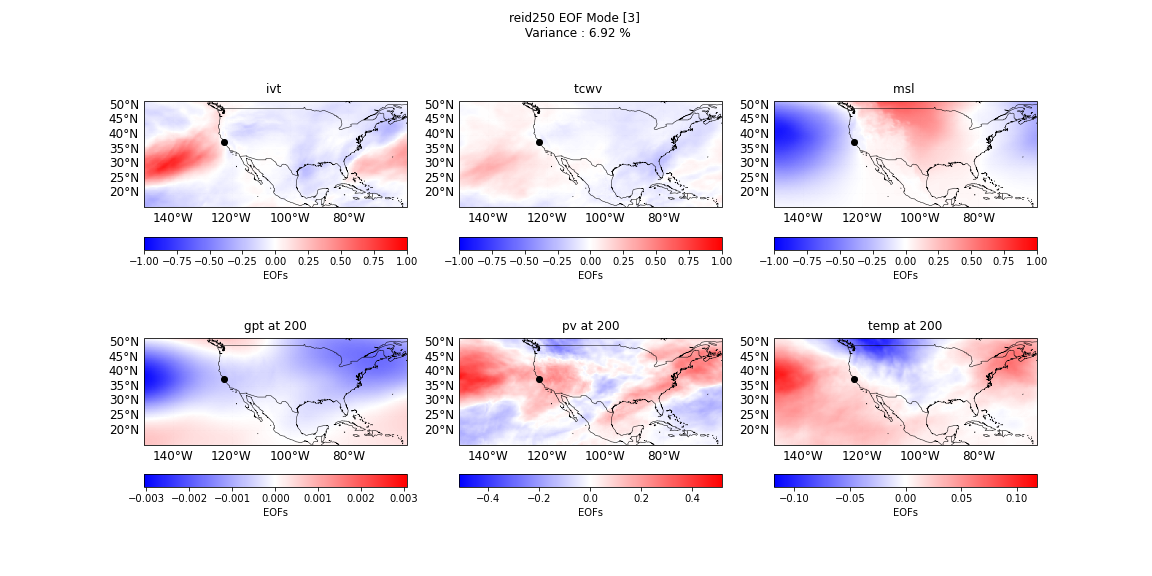 reid250 EOF Mode [3]
Variance : 6.92 %
ivt
tcwv
msl
50°N
45°N
40°N
35°N
30°N
25°N
20°N
140°W 120°W 100°W 80°W
50°N
45°N
40°N
35°N
30°N
25°N
20°N
140°W 120°W 100°W 80°W
50°N
45°N
40°N
35°N
30°N
25°N
20°N
140°W 120°W 100°W 80°W
−1.00 −0.75 −0.50 −0.25 0.00 0.25 0.50 0.75 1.00
EOFs
−1.00 −0.75 −0.50 −0.25 0.00 0.25 0.50 0.75 1.00
EOFs
−1.00 −0.75 −0.50 −0.25 0.00 0.25 0.50 0.75 1.00
EOFs
gpt at 200
pv at 200
temp at 200
50°N
45°N
40°N
35°N
30°N
25°N
20°N
140°W 120°W 100°W 80°W
50°N
45°N
40°N
35°N
30°N
25°N
20°N
140°W 120°W 100°W 80°W
50°N
45°N
40°N
35°N
30°N
25°N
20°N
140°W 120°W 100°W 80°W
−0.003 −0.002 −0.001 0.000 0.001 0.002 0.003
EOFs
−0.4 −0.2 0.0 0.2 0.4
EOFs
−0.10 −0.05 0.00 0.05 0.10
EOFs